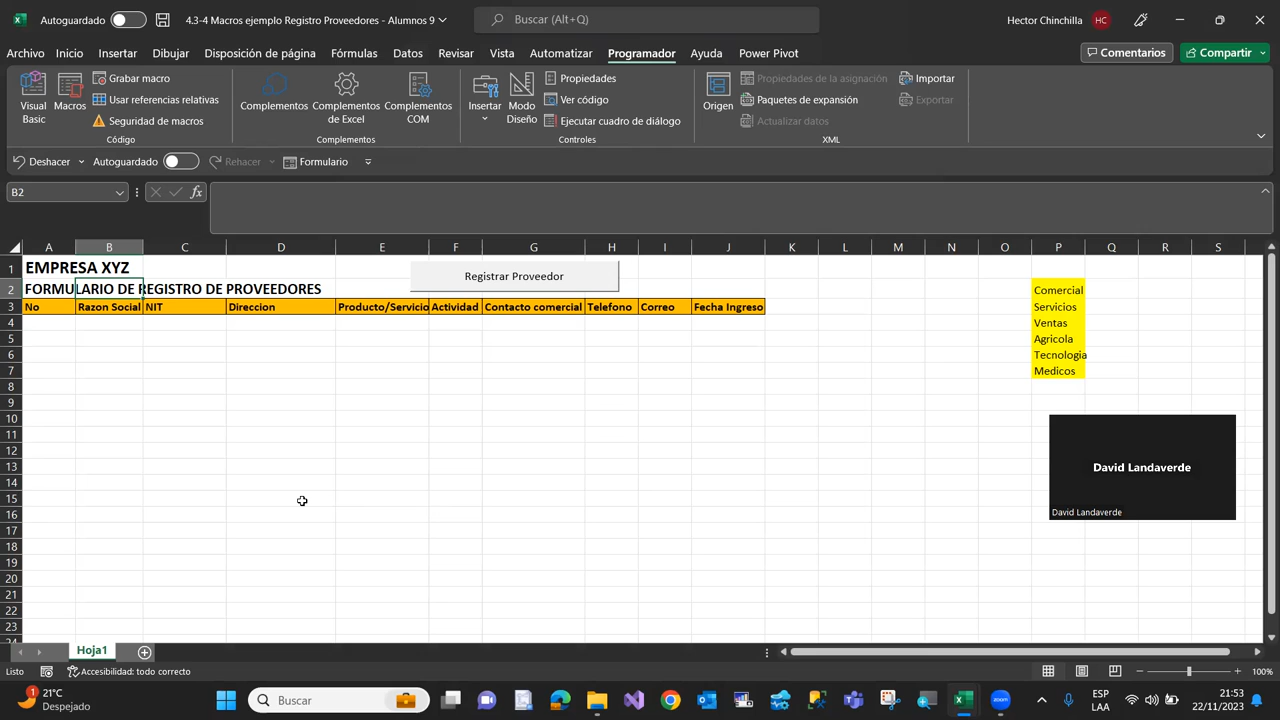 Autoguardado
4.3-4 Macros ejemplo Registro Proveedores - Alumnos 9
Buscar (Alt+Q)
Hector Chinchilla
HC
Archivo Inicio Insertar Dibujar Disposición de página Fórmulas Datos Revisar Vista Automatizar Programador Ayuda Power Pivot
Comentarios
Compartir
Visual Basic
Macros
Grabar macro
Usar referencias relativas
Seguridad de macros
Código
Complementos
Complementos de Excel
Complementos COM
Complementos
Insertar
Modo Diseño
Propiedades
Ver código
Ejecutar cuadro de diálogo
Controles
Origen
Propiedades de la asignación
Paquetes de expansión
Actualizar datos
Importar
Exportar
XML
Deshacer Autoguardado Rehacer Formulario
B2
fx
A B C D E F G H I J K L M N O P Q R S
1 EMPRESA XYZ
Registrar Proveedor
2 FORMULARIO DE REGISTRO DE PROVEEDORES
Comercial
3 No Razon Social NIT Direccion Producto/Servicio Actividad Contacto comercial Telefono Correo Fecha Ingreso
Servicios
4 Ventas
5 Agricola
6 Tecnologia
7 Medicos
8
9
10
11
12
13
David Landaverde
14
15
16
David Landaverde
17
18
19
20
21
22
23
24
Hoja1
Listo
Accesibilidad: todo correcto
100%
21°C
Despejado
Buscar
ESP
LAA
21:53
22/11/2023